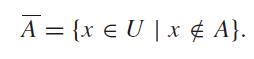 A̅ = {x ∈ U | x ∉ A}.